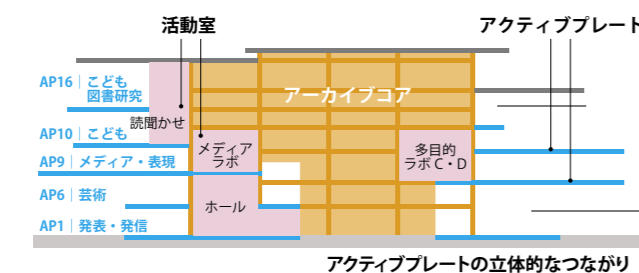 活動室
アクティブプレート
アーカイブコア
AP16｜こども
図書研究
読聞かせ
AP10｜こども
メディア
ラボ
多目的
ラボC・D
AP9｜メディア・表現
AP6｜芸術
ホール
AP1｜発表・発信
アクティブプレートの立体的なつながり